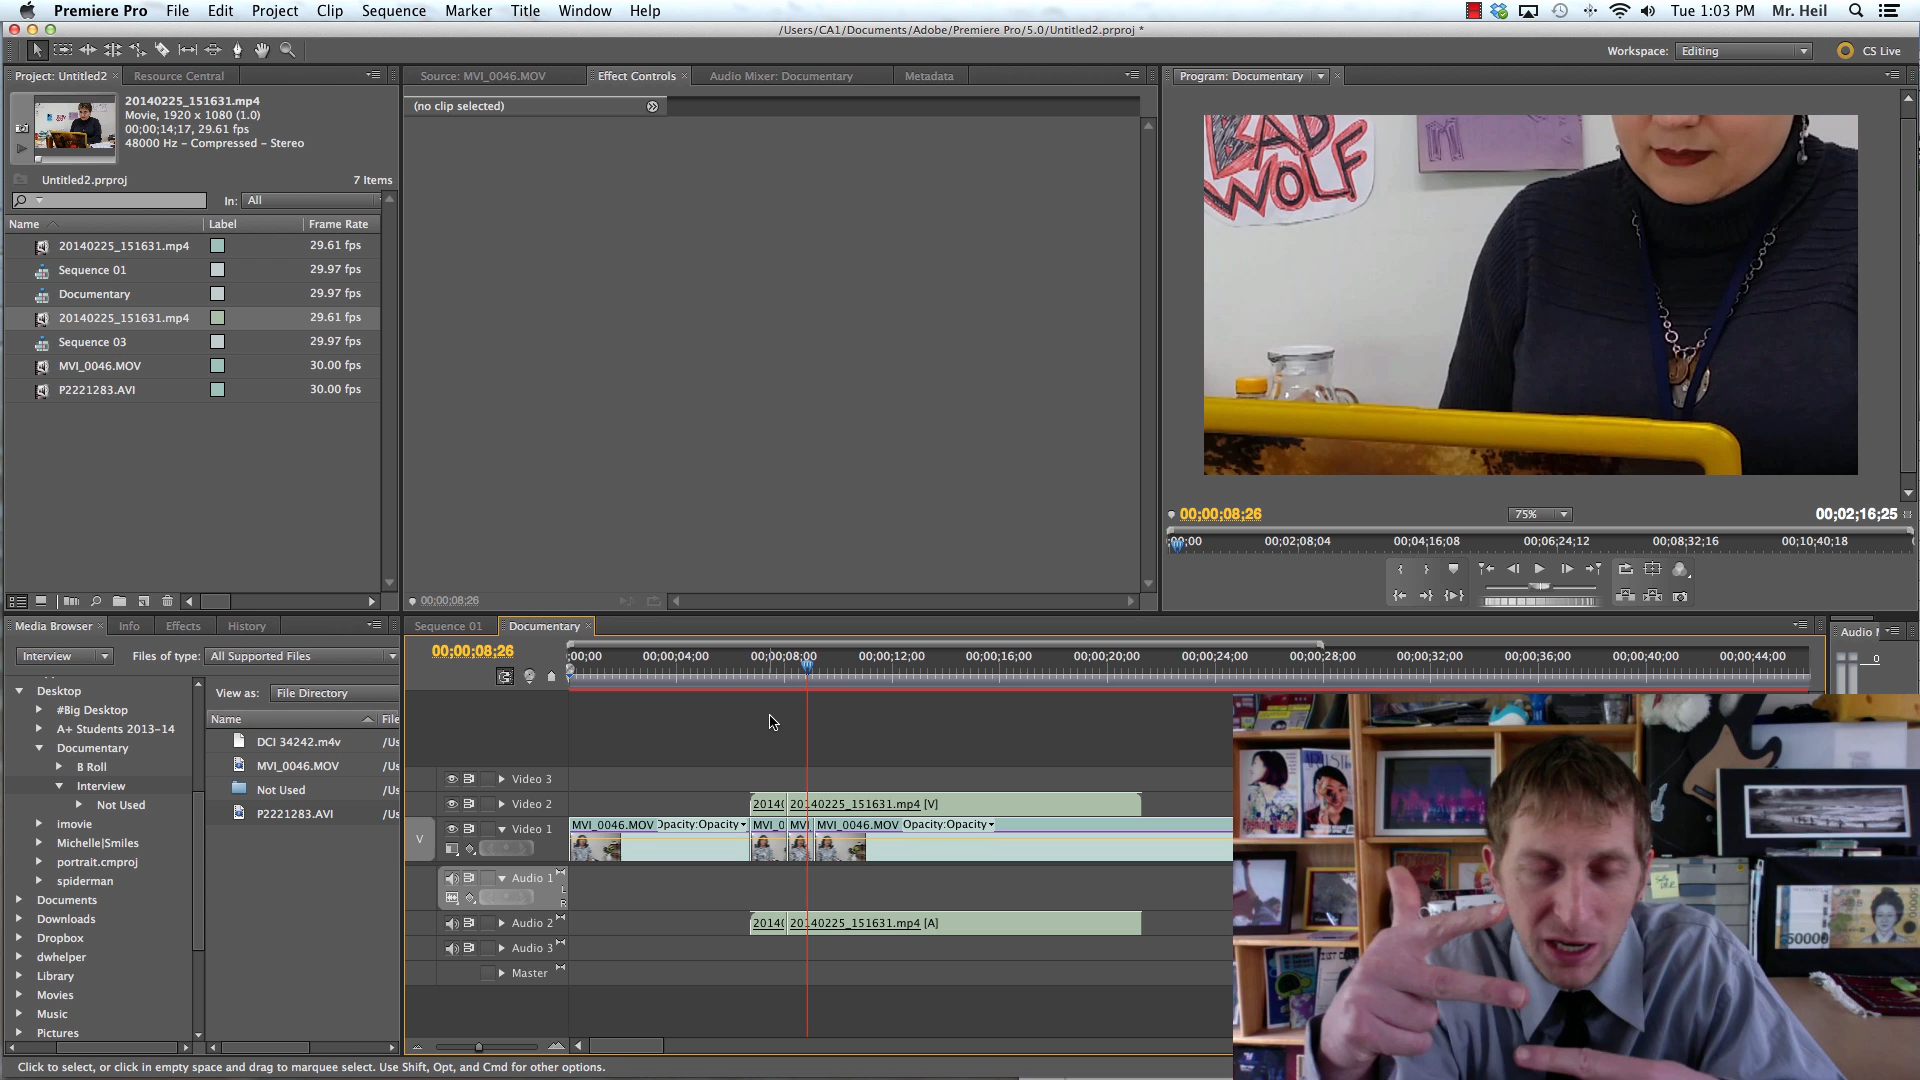 Premiere Pro File Edit Project Clip Sequence Marker Title Window Help Tue 1:03 PM Mr. Heil
/Users/CA1/Documents/Adobe/Premiere Pro/5.0/Untitled2.prproj *
Workspace: Editing CS Live
Project: Untitled2 Resource Central
20140225_151631.mp4
Movie, 1920 x 1080 (1.0)
00;00;14;17, 29.61 fps
48000 Hz - Compressed - Stereo
Untitled2.prproj 7 Items
In: All
Name Label Frame Rate
20140225_151631.mp4 29.61 fps
Sequence 01 29.97 fps
Documentary 29.97 fps
20140225_151631.mp4 29.61 fps
Sequence 03 29.97 fps
MVI_0046.MOV 30.00 fps
P2221283.AVI 30.00 fps
Source: MVI_0046.MOV Effect Controls Audio Mixer: Documentary Metadata
(no clip selected)
00;00;08;26
Program: Documentary
BAD
WOLF
00;00;08;26 75% 00;02;16;25
;00;00 00;02;08;04 00;04;16;08 00;06;24;12 00;08;32;16 00;10;40;18
Media Browser Info Effects History
Interview Files of type: All Supported Files
Desktop
#Big Desktop
A+ Students 2013-14
Documentary
B Roll
Interview
Not Used
imovie
Michelle|Smiles
portrait.cmproj
spiderman
Documents
Downloads
Dropbox
dwhelper
Library
Movies
Music
Pictures
View as: File Directory
Name File
DCI 34242.m4v /Us
MVI_0046.MOV /Us
Not Used /Us
P2221283.AVI /Us
Sequence 01 Documentary
00;00;08;26
;00;00 00;00;04;00 00;00;08;00 00;00;12;00 00;00;16;00 00;00;20;00 00;00;24;00 00;00;28;00 00;00;32;00 00;00;36;00 00;00;40;00 00;00;44;00
Audio
0
Video 3
Video 2 2014 20140225_151631.mp4 [V]
V Video 1 MVI_0046.MOV Opacity:Opacity MVI_0 MVI MVI_0046.MOV Opacity:Opacity
Audio 1
L
R
Audio 2 2014 20140225_151631.mp4 [A]
Audio 3
Master
50000
Click to select, or click in empty space and drag to marquee select. Use Shift, Opt, and Cmd for other options.